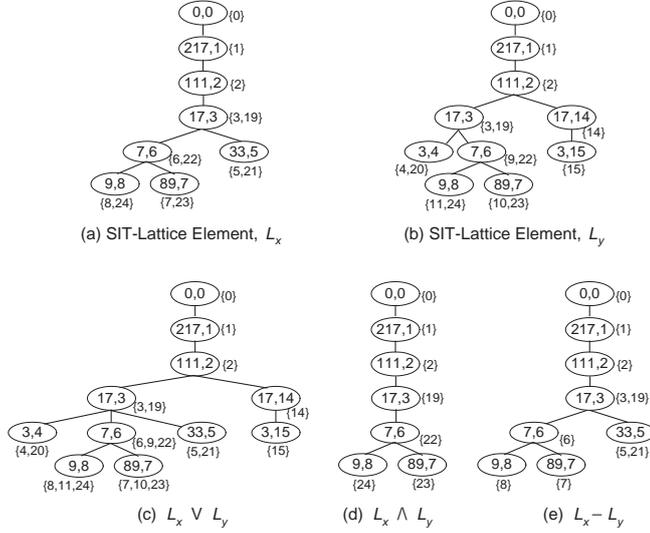 0,0 {0} 0,0 {0}
217,1 {1} 217,1 {1}
111,2 {2} 111,2 {2}
17,3 {3,19} 17,3 {3,19} 17,14 {14}
7,6 {6,22} 33,5 {5,21} 3,4 {4,20} 7,6 {9,22} 3,15 {15}
9,8 {8,24} 89,7 {7,23} 9,8 {11,24} 89,7 {10,23}
(a) SIT-Lattice Element, Lx (b) SIT-Lattice Element, Ly
0,0 {0} 0,0 {0} 0,0 {0}
217,1 {1} 217,1 {1} 217,1 {1}
111,2 {2} 111,2 {2} 111,2 {2}
17,3 {3,19} 17,14 {14} 17,3 {19} 17,3 {3,19}
3,4 {4,20} 7,6 {6,9,22} 33,5 {5,21} 3,15 {15} 7,6 {22} 7,6 {6} 33,5 {5,21}
9,8 {8,11,24} 89,7 {7,10,23} 9,8 {24} 89,7 {23} 9,8 {8} 89,7 {7}
(c) Lx V Ly (d) Lx Λ Ly (e) Lx – Ly